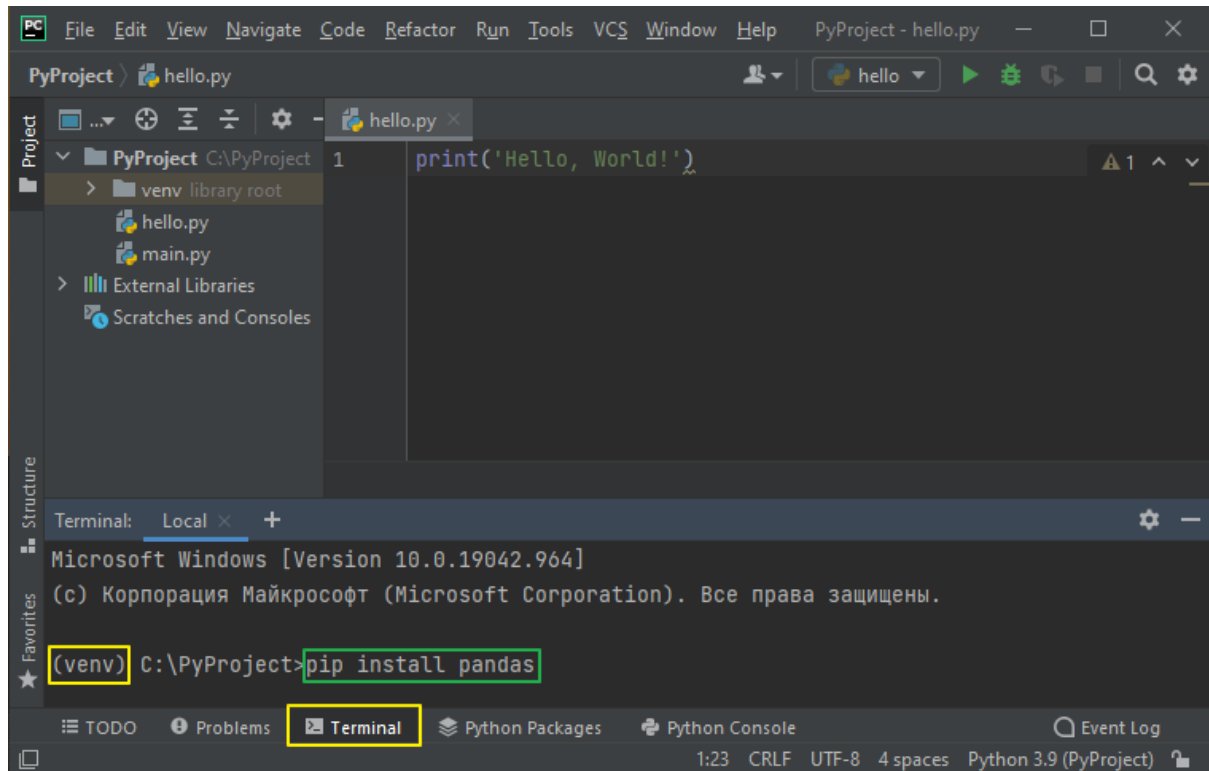 PC File Edit View Navigate Code Refactor Run Tools VCS Window Help PyProject - hello.py
PyProject hello.py hello
Project
... hello.py
PyProject C:\PyProject
venv library root
hello.py
main.py
External Libraries
Scratches and Consoles
1 print('Hello, World!') 1
Structure
Favorites
Terminal: Local +
Microsoft Windows [Version 10.0.19042.964]
(c) Корпорация Майкрософт (Microsoft Corporation). Все права защищены.
(venv) C:\PyProject>pip install pandas
TODO Problems Terminal Python Packages Python Console Event Log
1:23 CRLF UTF-8 4 spaces Python 3.9 (PyProject)